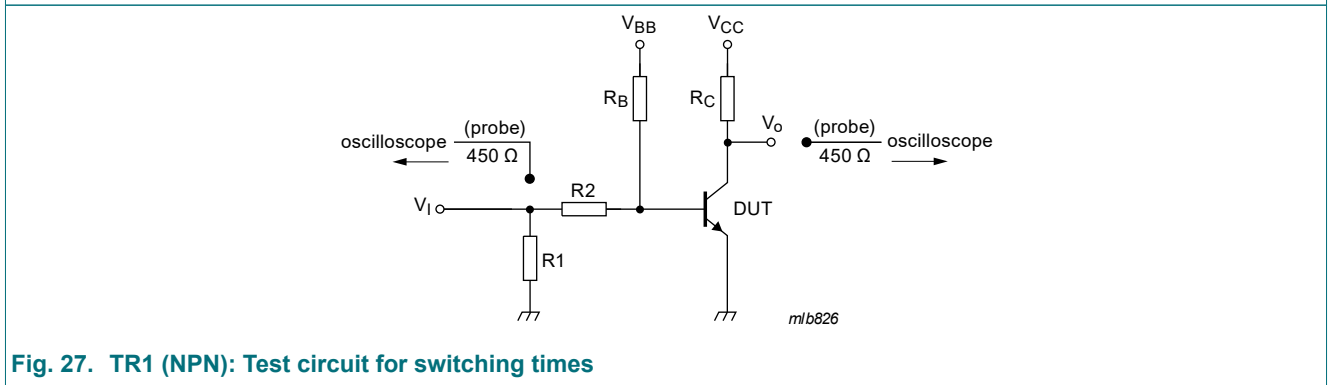 VBB VCC
RB RC
oscilloscope (probe) 450 Ω
Vo (probe) 450 Ω oscilloscope
VI R2 DUT
R1
mlb826
Fig. 27. TR1 (NPN): Test circuit for switching times